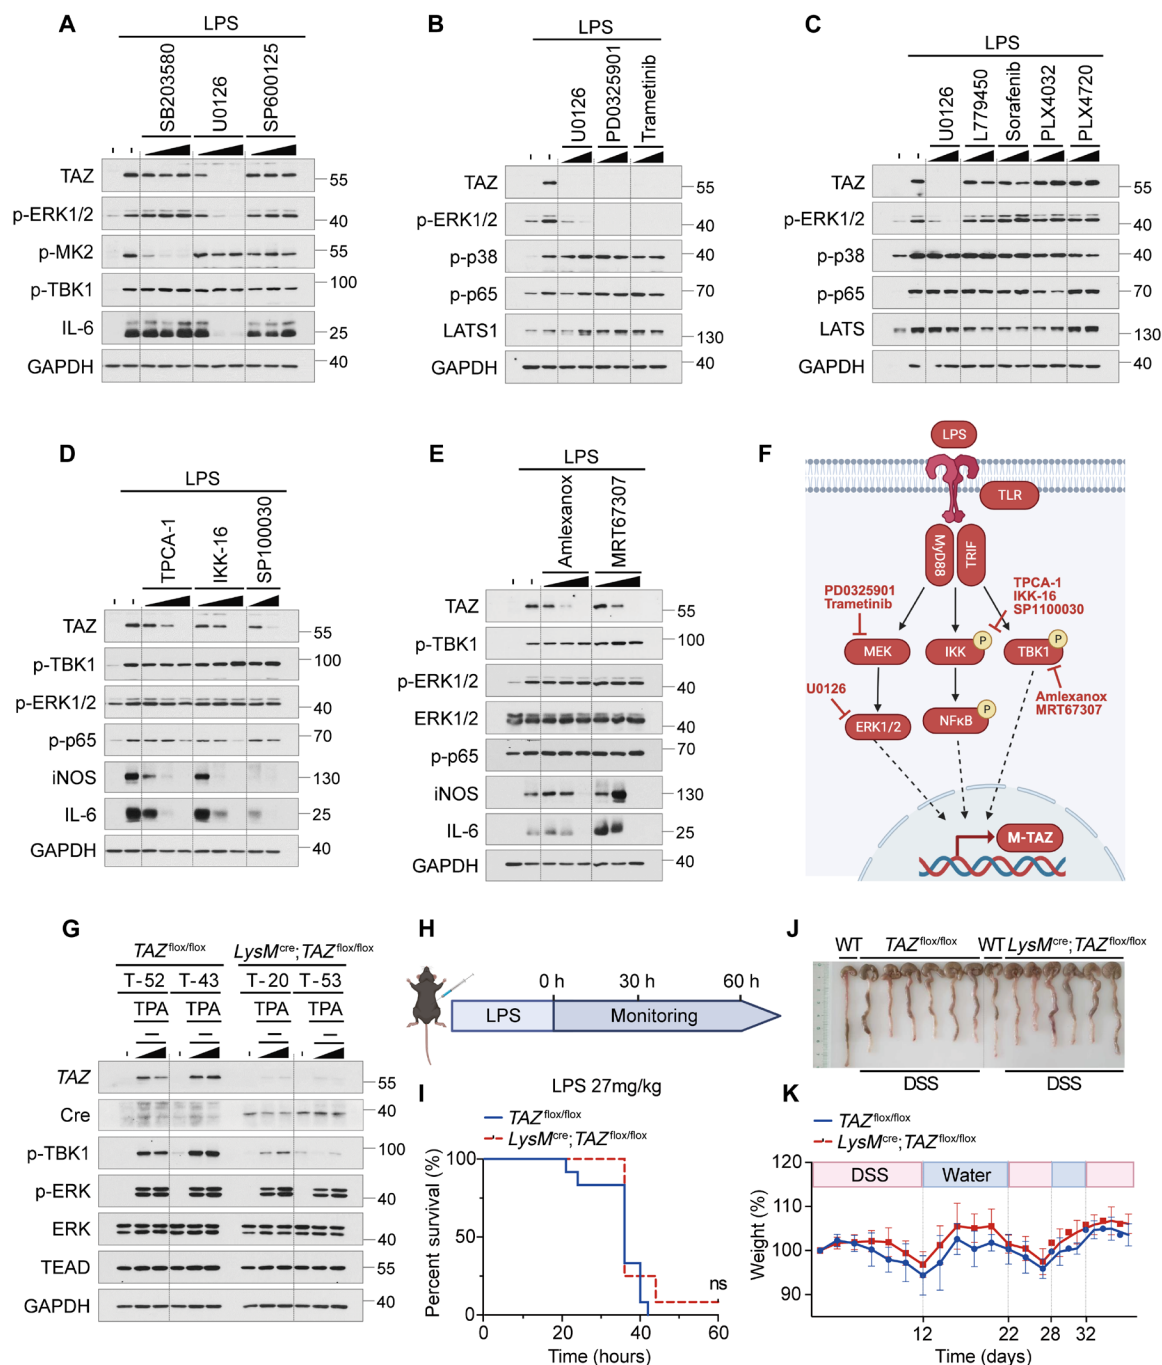 A
LPS
SB203580
U0126
SP600125
TAZ
55
p-ERK1/2
40
p-MK2
55
p-TBK1
100
IL-6
25
GAPDH
40
B
LPS
U0126
PD0325901
Trametinib
TAZ
55
p-ERK1/2
40
p-p38
40
p-p65
70
LATS1
130
GAPDH
40
C
LPS
U0126
L779450
Sorafenib
PLX4032
PLX4720
TAZ
55
p-ERK1/2
40
p-p38
40
p-p65
70
LATS
130
GAPDH
40
D
LPS
TPCA-1
IKK-16
SP100030
TAZ
55
p-TBK1
100
p-ERK1/2
40
p-p65
70
iNOS
130
IL-6
25
GAPDH
40
E
LPS
Amlexanox
MRT67307
TAZ
55
p-TBK1
100
p-ERK1/2
40
ERK1/2
40
p-p65
70
iNOS
130
IL-6
25
GAPDH
40
F
LPS
TLR
MyD88
TRIF
PD0325901
Trametinib
TPCA-1
IKK-16
SP1100030
MEK
IKK
P
TBK1
P
U0126
Amlexanox
MRT67307
ERK1/2
NFκB
P
M-TAZ
G
TAZflox/flox
LysMcre;TAZflox/flox
T-52 T-43 T-20 T-53
TPA TPA TPA TPA
TAZ
55
Cre
40
p-TBK1
100
p-ERK
40
ERK
40
TEAD
55
GAPDH
40
H
0 h 30 h 60 h
LPS Monitoring
I
LPS 27mg/kg
TAZflox/flox
LysMcre;TAZflox/flox
Percent survival (%)
100
50
0
ns
0 20 40 60
Time (hours)
J
WT TAZflox/flox WT LysMcre;TAZflox/flox
DSS DSS
K
TAZflox/flox
LysMcre;TAZflox/flox
Weight (%)
120
110
100
90
DSS Water
12 22 28 32
Time (days)